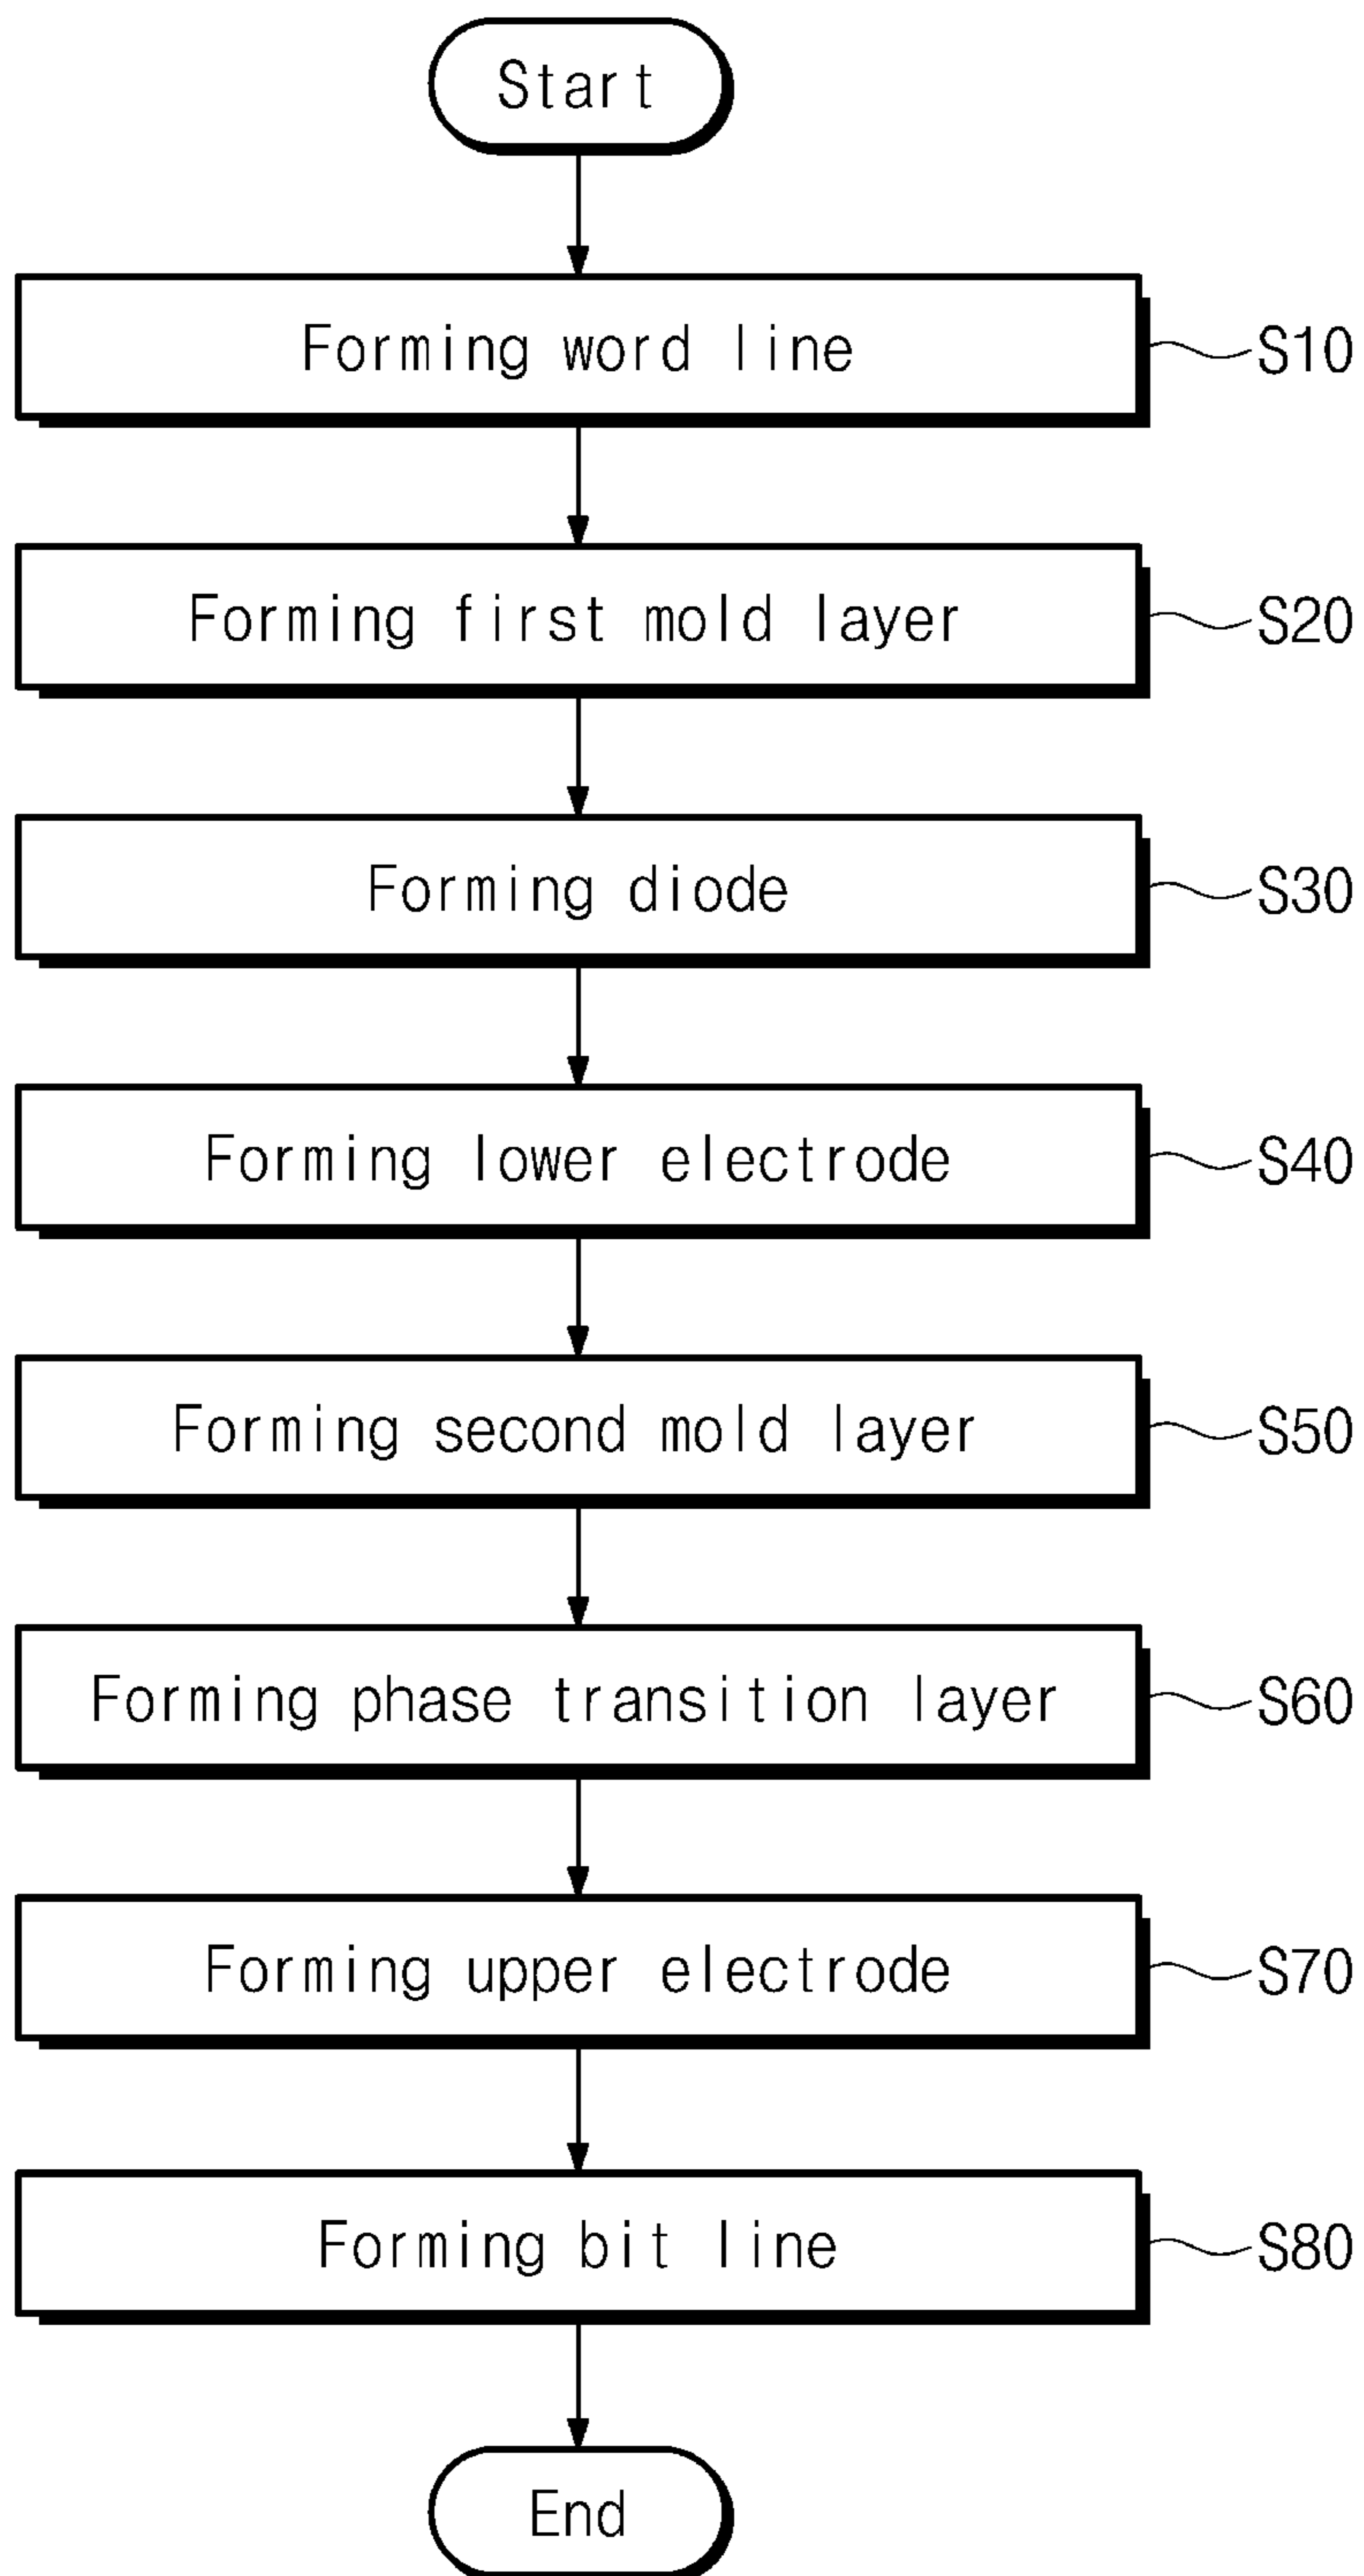 Start
Forming word line S10
Forming first mold layer S20
Forming diode S30
Forming lower electrode S40
Forming second mold layer S50
Forming phase transition layer S60
Forming upper electrode S70
Forming bit line S80
End